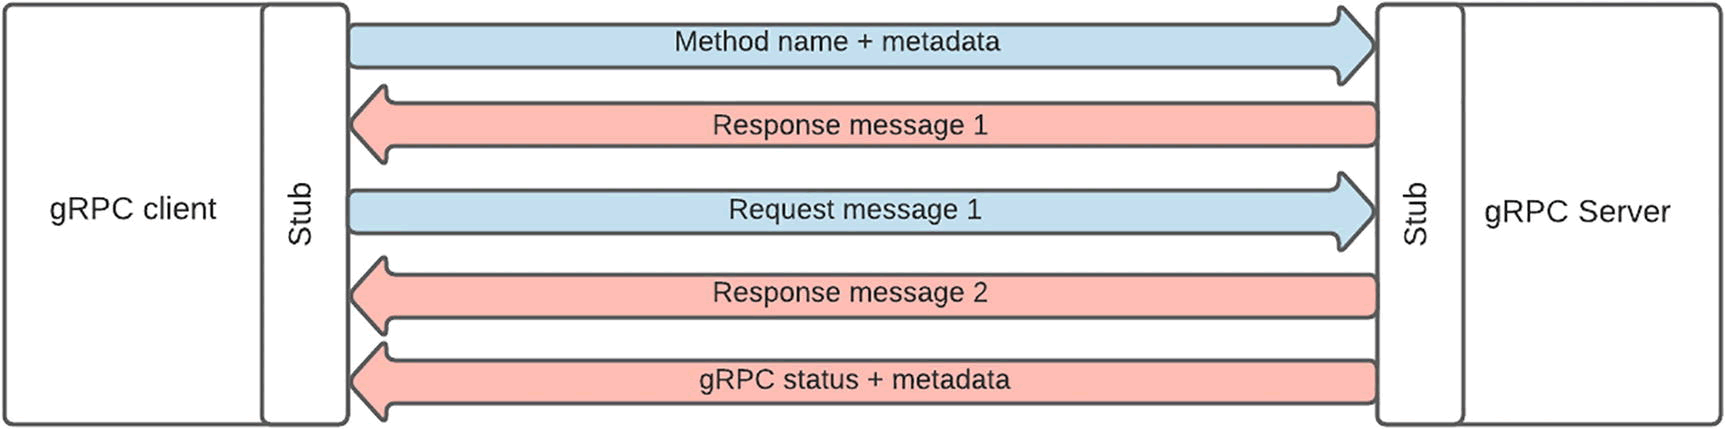 Method name + metadata
Response message 1
gRPC client
Stub
Request message 1
Stub
gRPC Server
Response message 2
gRPC status + metadata